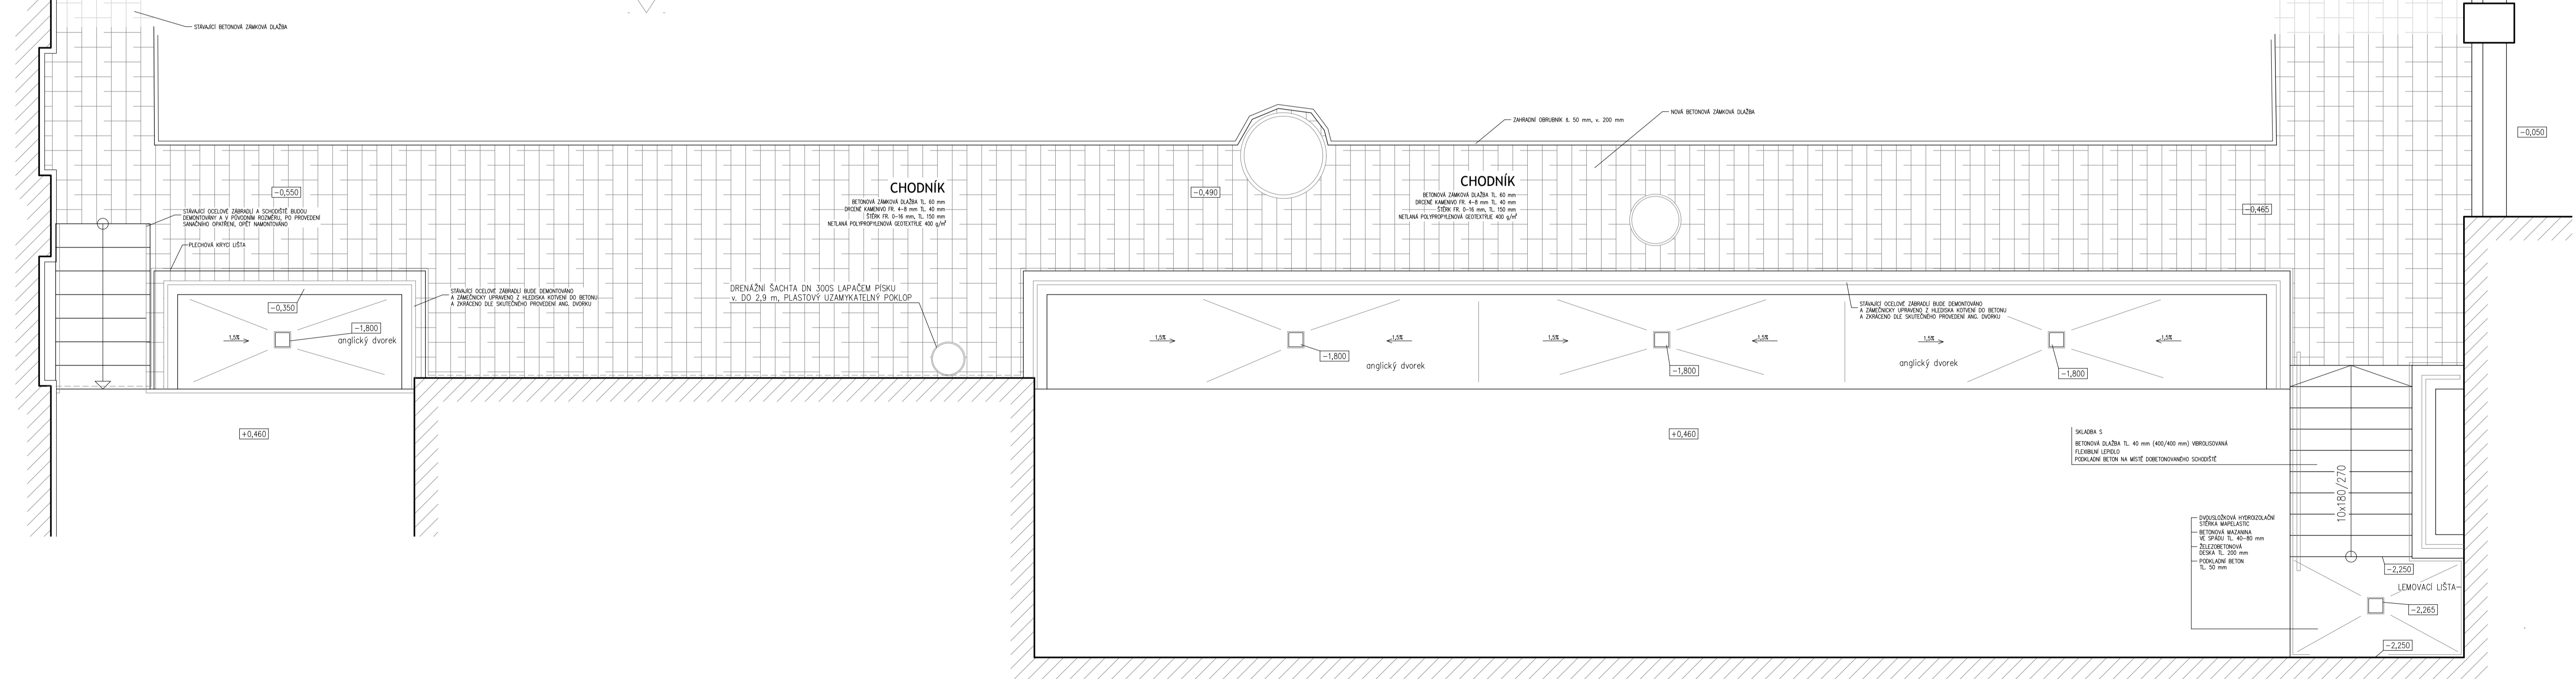 STÁVAJÍCÍ BETONOVÁ ZÁMKOVÁ DLAŽBA
ZAHRADNÍ OBRUBNÍK š. 50 mm, v. 200 mm
NOVÁ BETONOVÁ ZÁMKOVÁ DLAŽBA
-0,050
-0,550
STÁVAJÍCÍ OCELOVÉ ZÁBRADLÍ A SCHODIŠTĚ BUDOU
DEMONTOVÁNY A V PŮVODNÍM ROZMĚRU, PO PROVEDENÍ
SANAČNÍHO OPATŘENÍ, OPĚT NAMONTOVÁNO
PLECHOVÁ KRYCÍ LIŠTA
CHODNÍK
BETONOVÁ ZÁMKOVÁ DLAŽBA TL. 60 mm
DRCENÉ KAMENIVO FR. 4-8 mm TL. 40 mm
ŠTĚRK FR. 0-16 mm, TL. 150 mm
NETLANÁ POLYPROPYLENOVÁ GEOTEXTÝLIE 400 g/m²
-0,490
CHODNÍK
BETONOVÁ ZÁMKOVÁ DLAŽBA TL. 60 mm
DRCENÉ KAMENIVO FR. 4-8 mm TL. 40 mm
ŠTĚRK FR. 0-16 mm, TL. 150 mm
NETLANÁ POLYPROPYLENOVÁ GEOTEXTÝLIE 400 g/m²
-0,465
-0,350
STÁVAJÍCÍ OCELOVÉ ZÁBRADLÍ BUDE DEMONTOVÁNO
A ZÁMEČNICKY UPRAVENO Z HLEDISKA KOTVENÍ DO BETONU
A ZKRÁCENO DLE SKUTEČNÉHO PROVEDENÍ ANG. DVORKU
DRENÁŽNÍ ŠACHTA DN 300S LAPAČEM PÍSKU
v. DO 2,9 m, PLASTOVÝ UZAMYKATELNÝ POKLOP
STÁVAJÍCÍ OCELOVÉ ZÁBRADLÍ BUDE DEMONTOVÁNO
A ZÁMEČNICKY UPRAVENO Z HLEDISKA KOTVENÍ DO BETONU
A ZKRÁCENO DLE SKUTEČNÉHO PROVEDENÍ ANG. DVORKU
1,5%
-1,800
anglický dvorek
1,5%
1,5%
-1,800
anglický dvorek
1,5%
1,5%
-1,800
1,5%
anglický dvorek
1,5%
-1,800
+0,460
+0,460
SKLADBA S
BETONOVÁ DLAŽBA TL. 40 mm (400/400 mm) VIBROLISOVANÁ
FLEXIBILNÍ LEPIDLO
PODKLADNÍ BETON NA MÍSTĚ DOBETONOVANÉHO SCHODIŠTĚ
10x180/270
DVOUSLOŽKOVÁ HYDROIZOLAČNÍ
STĚRKA MAPELASTIC
BETONOVÁ MAZANINA
VE SPÁDU TL. 40-80 mm
ŽELEZOBETONOVÁ
DESKA TL. 200 mm
PODKLADNÍ BETON
TL. 50 mm
-2,250
LEMOVACÍ LIŠTA
-2,265
-2,250